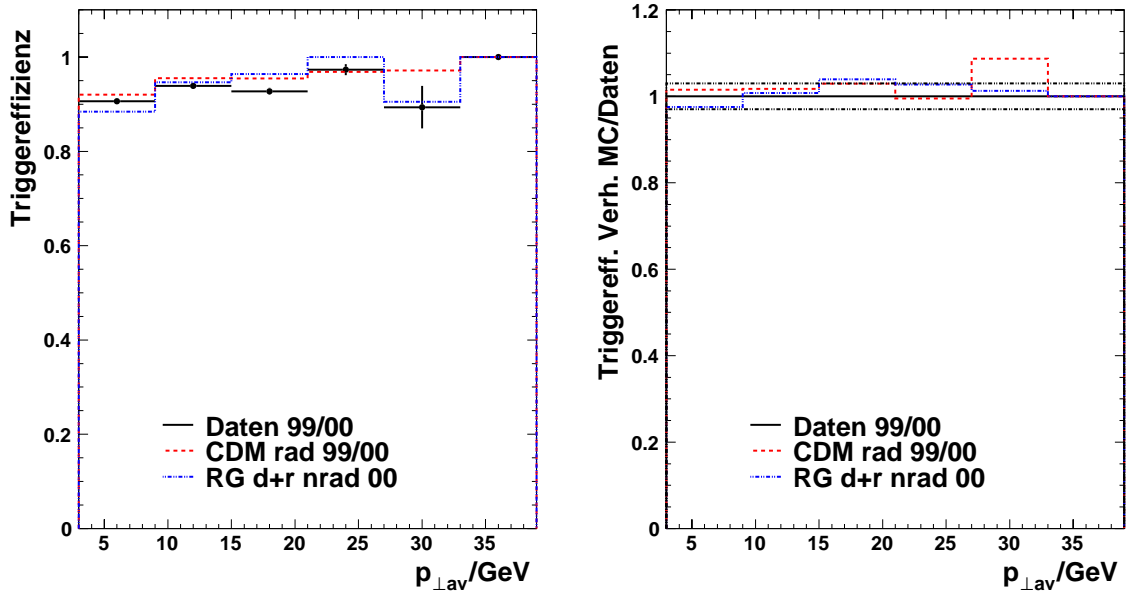 Triggereffizienz
1
0.8
0.6
0.4
0.2
0
Daten 99/00
CDM rad 99/00
RG d+r nrad 00
5 10 15 20 25 30 35
p⊥av/GeV
Triggereff. Verh. MC/Daten
1.2
1
0.8
0.6
0.4
0.2
0
Daten 99/00
CDM rad 99/00
RG d+r nrad 00
5 10 15 20 25 30 35
p⊥av/GeV